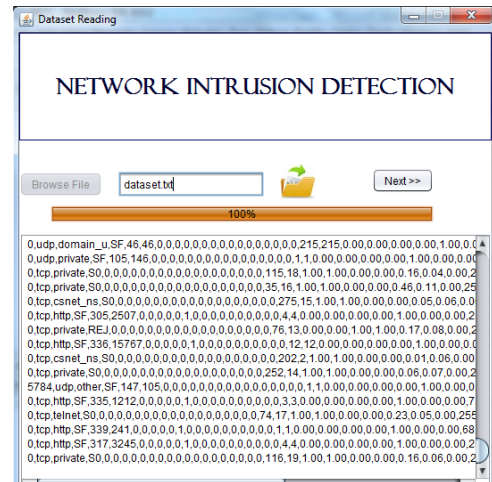 Dataset Reading
NETWORK INTRUSION DETECTION
Browse File
dataset.txt
Next >>
100%
0,udp,domain_u,SF,46,46,0,0,0,0,0,0,0,0,0,0,0,0,0,0,0,0,215,215,0.00,0.00,0.00,0.00,1.00,0.0
0,udp,private,SF,105,146,0,0,0,0,0,0,0,0,0,0,0,0,0,0,0,0,1,1,0.00,0.00,0.00,0.00,1.00,0.00,0.0
0,tcp,private,S0,0,0,0,0,0,0,0,0,0,0,0,0,0,0,0,0,0,0,115,18,1.00,1.00,0.00,0.00,0.16,0.04,0.00,2
0,tcp,private,S0,0,0,0,0,0,0,0,0,0,0,0,0,0,0,0,0,0,0,35,16,1.00,1.00,0.00,0.00,0.46,0.11,0.00,25
0,tcp,csnet_ns,S0,0,0,0,0,0,0,0,0,0,0,0,0,0,0,0,0,0,0,275,15,1.00,1.00,0.00,0.00,0.05,0.06,0.0
0,tcp,http,SF,305,2507,0,0,0,0,0,1,0,0,0,0,0,0,0,0,0,0,4,4,0.00,0.00,0.00,0.00,1.00,0.00,0.00,2
0,tcp,private,REJ,0,0,0,0,0,0,0,0,0,0,0,0,0,0,0,0,0,0,76,13,0.00,0.00,1.00,1.00,0.17,0.08,0.00,2
0,tcp,http,SF,336,15767,0,0,0,0,0,1,0,0,0,0,0,0,0,0,0,0,12,12,0.00,0.00,0.00,0.00,1.00,0.00,0.0
0,tcp,csnet_ns,S0,0,0,0,0,0,0,0,0,0,0,0,0,0,0,0,0,0,0,202,2,1.00,1.00,0.00,0.00,0.01,0.06,0.00
0,tcp,private,S0,0,0,0,0,0,0,0,0,0,0,0,0,0,0,0,0,0,0,252,14,1.00,1.00,0.00,0.00,0.06,0.07,0.00,2
5784,udp,other,SF,147,105,0,0,0,0,0,0,0,0,0,0,0,0,0,0,0,0,1,1,0.00,0.00,0.00,0.00,1.00,0.00,0.0
0,tcp,http,SF,335,1212,0,0,0,0,0,1,0,0,0,0,0,0,0,0,0,0,3,3,0.00,0.00,0.00,0.00,1.00,0.00,0.00,7
0,tcp,telnet,S0,0,0,0,0,0,0,0,0,0,0,0,0,0,0,0,0,0,0,74,17,1.00,1.00,0.00,0.00,0.23,0.05,0.00,255
0,tcp,http,SF,339,241,0,0,0,0,0,1,0,0,0,0,0,0,0,0,0,0,1,1,0.00,0.00,0.00,0.00,1.00,0.00,0.00,68
0,tcp,http,SF,317,3245,0,0,0,0,0,1,0,0,0,0,0,0,0,0,0,0,4,4,0.00,0.00,0.00,0.00,1.00,0.00,0.00,2
0,tcp,private,S0,0,0,0,0,0,0,0,0,0,0,0,0,0,0,0,0,0,0,116,19,1.00,1.00,0.00,0.00,0.16,0.06,0.00,2